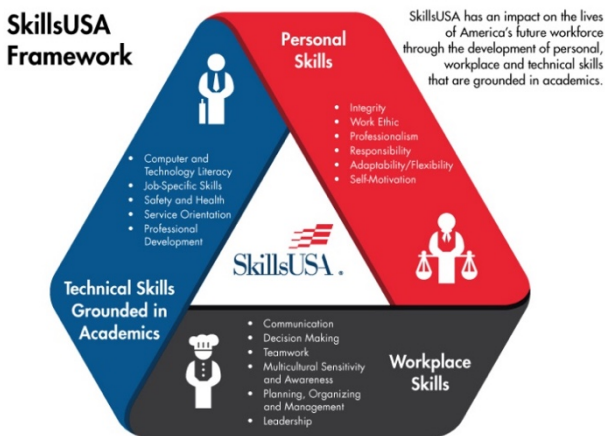 SkillsUSA
Framework
SkillsUSA has an impact on the lives
of America's future workforce
through the development of personal,
workplace and technical skills
that are grounded in academics.
Personal
Skills
• Integrity
• Work Ethic
• Professionalism
• Responsibility
• Adaptability/Flexibility
• Self-Motivation
• Computer and
Technology Literacy
• Job-Specific Skills
• Safety and Health
• Service Orientation
• Professional
Development
SkillsUSA®
Technical Skills
Grounded in
Academics
• Communication
• Decision Making
• Teamwork
• Multicultural Sensitivity
and Awareness
• Planning, Organizing
and Management
• Leadership
Workplace
Skills